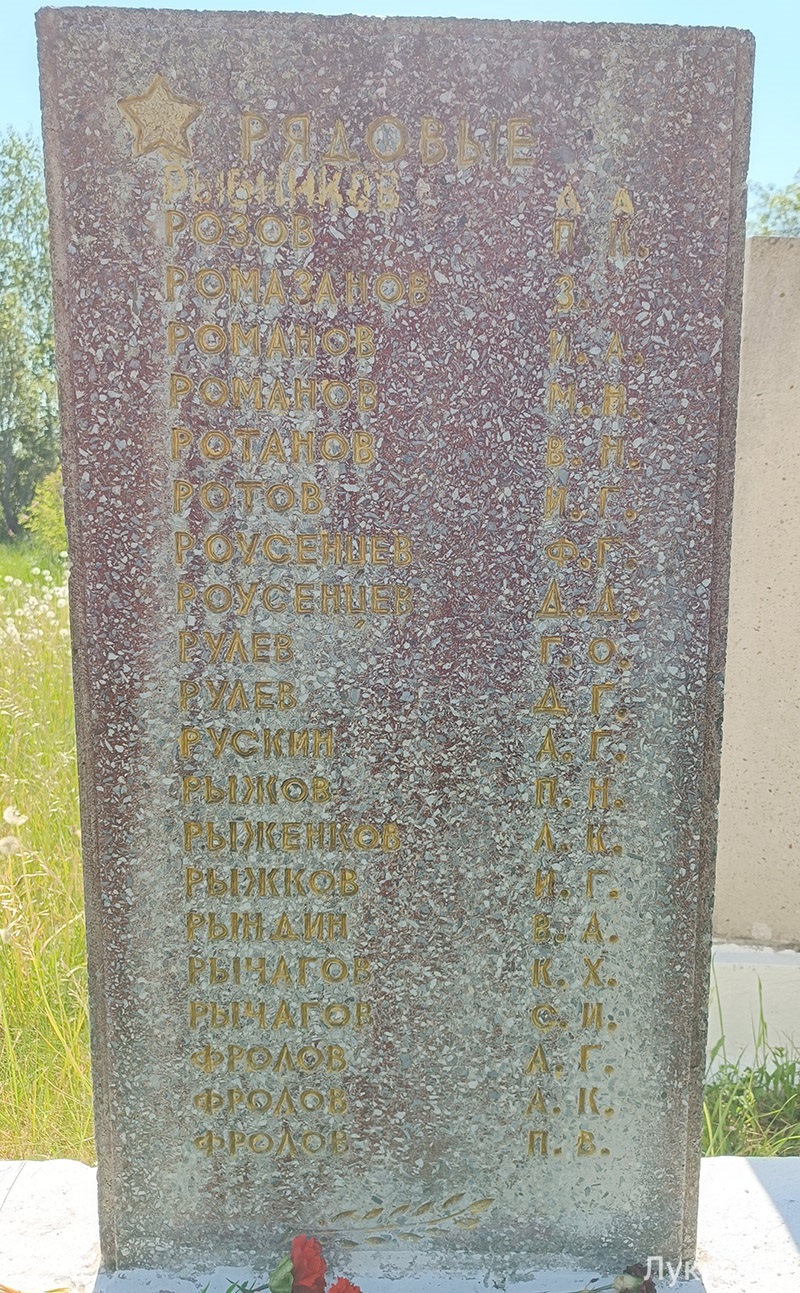 РЯДОВЫЕ
РЫБНИКОВ А А
РОЗОВ П. К.
РОМАЗАНОВ З.
РОМАНОВ И. А.
РОМАНОВ М. Н.
РОТАНОВ В. Н.
РОТОВ И. Г.
РОУСЕНЦЕВ Ф. Г.
РОУСЕНЦЕВ Д. Д.
РУЛЕВ Г. О.
РУЛЕВ Д. Г.
РУСКИН А. Г.
РЫЖОВ П. Н.
РЫЖЕНКОВ А. К.
РЫЖКОВ И. Г.
РЫНДИН В. А.
РЫЧАГОВ К. Х.
РЫЧАГОВ С. И.
ФРОЛОВ А. Г.
ФРОЛОВ А. К.
ФРОЛОВ П. В.